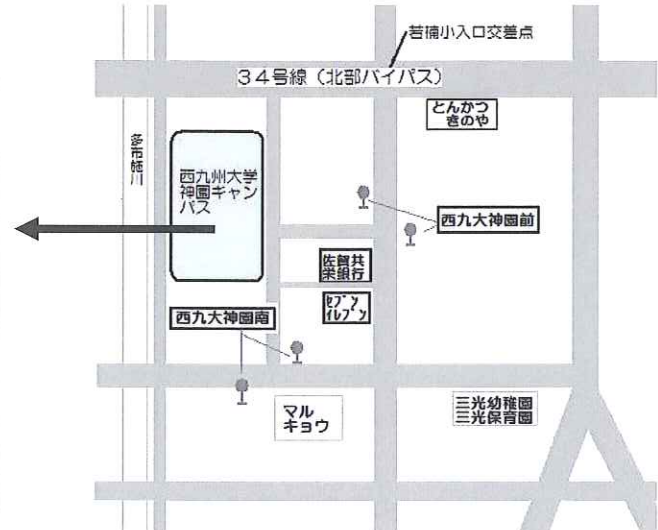 若楠小入口交差点
34号線（北部バイパス）
とんかつ
きのや
多布施川
西九州大学
神園キャン
パス
西九大神園前
佐賀共
栄銀行
ｾﾌﾞﾝ
ｲﾚﾌﾞﾝ
西九大神園南
マル
キョウ
三光幼稚園
三光保育園